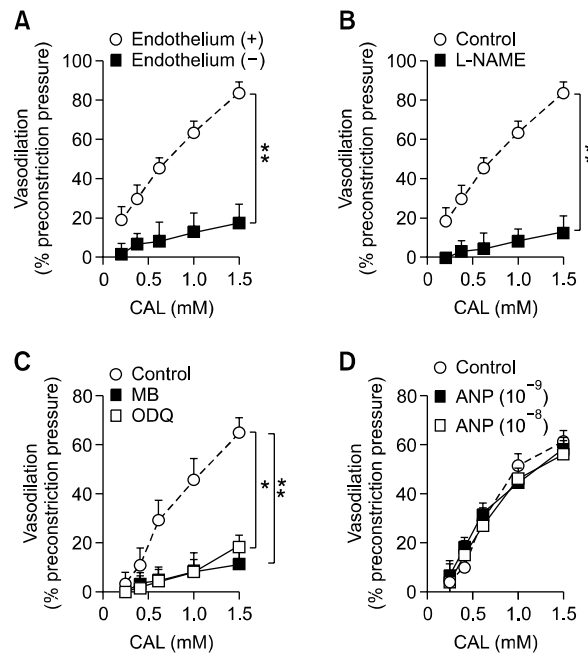 A
Endothelium (+)
Endothelium (−)
100
80
60
40
20
0
Vasodilation
(% preconstriction pressure)
**
0 0.5 1.0 1.5
CAL (mM)
B
Control
L-NAME
100
80
60
40
20
0
Vasodilation
(% preconstriction pressure)
**
0 0.5 1.0 1.5
CAL (mM)
C
Control
MB
ODQ
80
60
40
20
0
Vasodilation
(% preconstriction pressure)
*
**
0 0.5 1.0 1.5
CAL (mM)
D
Control
ANP (10⁻⁹)
ANP (10⁻⁸)
80
60
40
20
0
Vasodilation
(% preconstriction pressure)
0 0.5 1.0 1.5
CAL (mM)